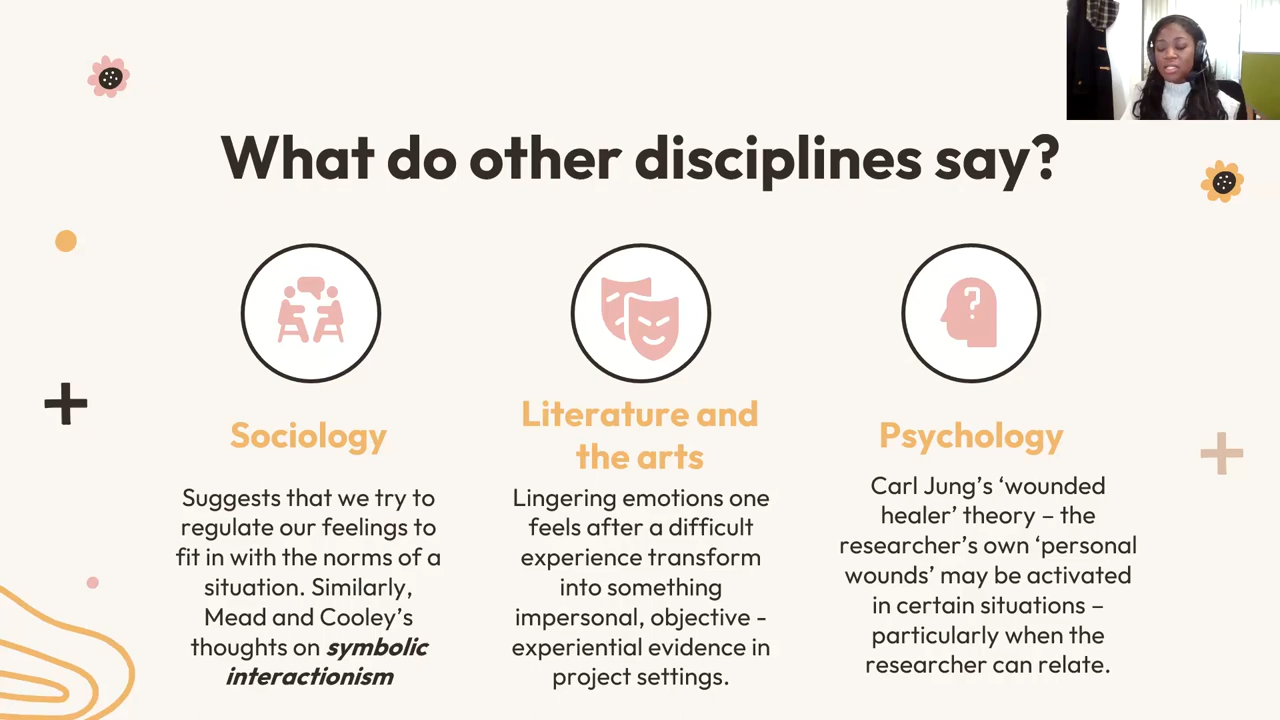 What do other disciplines say?
Sociology
Suggests that we try to
regulate our feelings to
fit in with the norms of a
situation. Similarly,
Mead and Cooley’s
thoughts on symbolic
interactionism
Literature and
the arts
Lingering emotions one
feels after a difficult
experience transform
into something
impersonal, objective -
experiential evidence in
project settings.
Psychology
Carl Jung’s ‘wounded
healer’ theory – the
researcher’s own ‘personal
wounds’ may be activated
in certain situations –
particularly when the
researcher can relate.